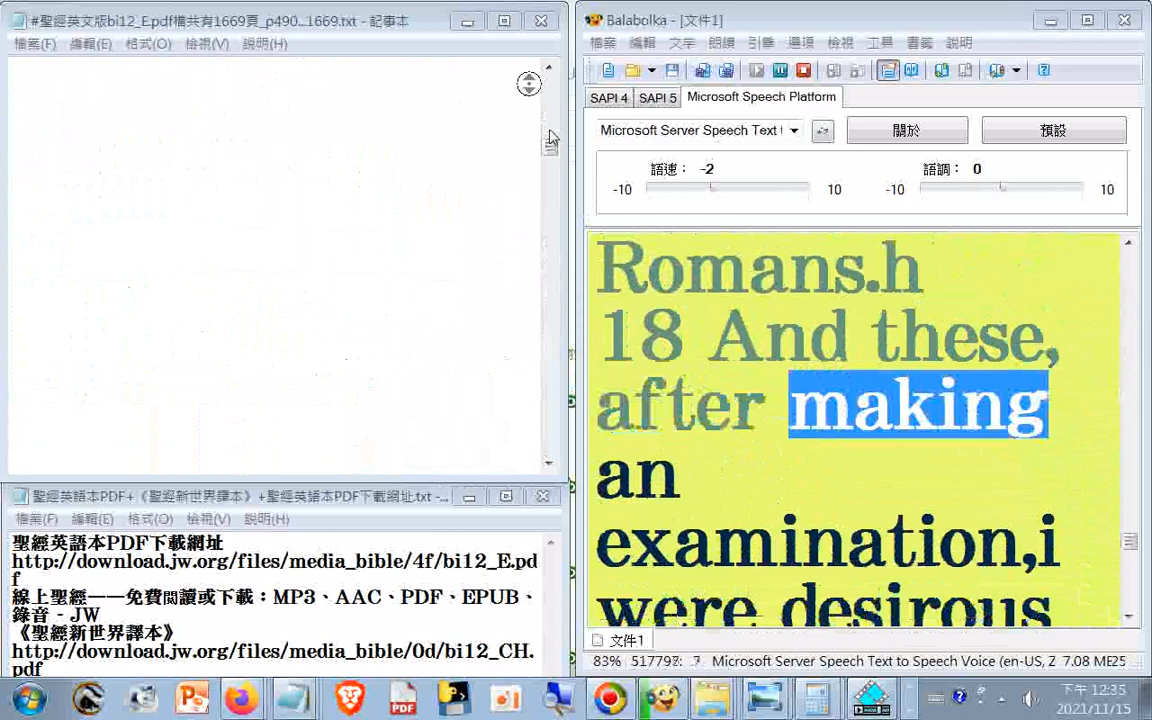 #聖經英文版bi12_E.pdf檔共有1669頁_p490...1669.txt - 記事本
檔案(F) 編輯(E) 格式(O) 檢視(V) 說明(H)
聖經英語本PDF+《聖經新世界譯本》+聖經英語本PDF下載網址.txt -...
檔案(F) 編輯(E) 格式(O) 檢視(V) 說明(H)
聖經英語本PDF下載網址
http://download.jw.org/files/media_bible/4f/bi12_E.pd
f
線上聖經——免費閱讀或下載：MP3、AAC、PDF、EPUB、
錄音 - JW
《聖經新世界譯本》
http://download.jw.org/files/media_bible/0d/bi12_CH.
pdf
Balabolka - [文件1]
檔案 編輯 文字 朗讀 引擎 選項 檢視 工具 書籤 說明
SAPI 4 SAPI 5 Microsoft Speech Platform
Microsoft Server Speech Text t 關於 預設
語速： -2 語調： 0
-10 10 -10 10
Romans.h
18 And these,
after making
an
examination,i
were desirous
文件1
83% 517797: 7 Microsoft Server Speech Text to Speech Voice (en-US, Z 7.08 ME25
下午 12:35
2021/11/15